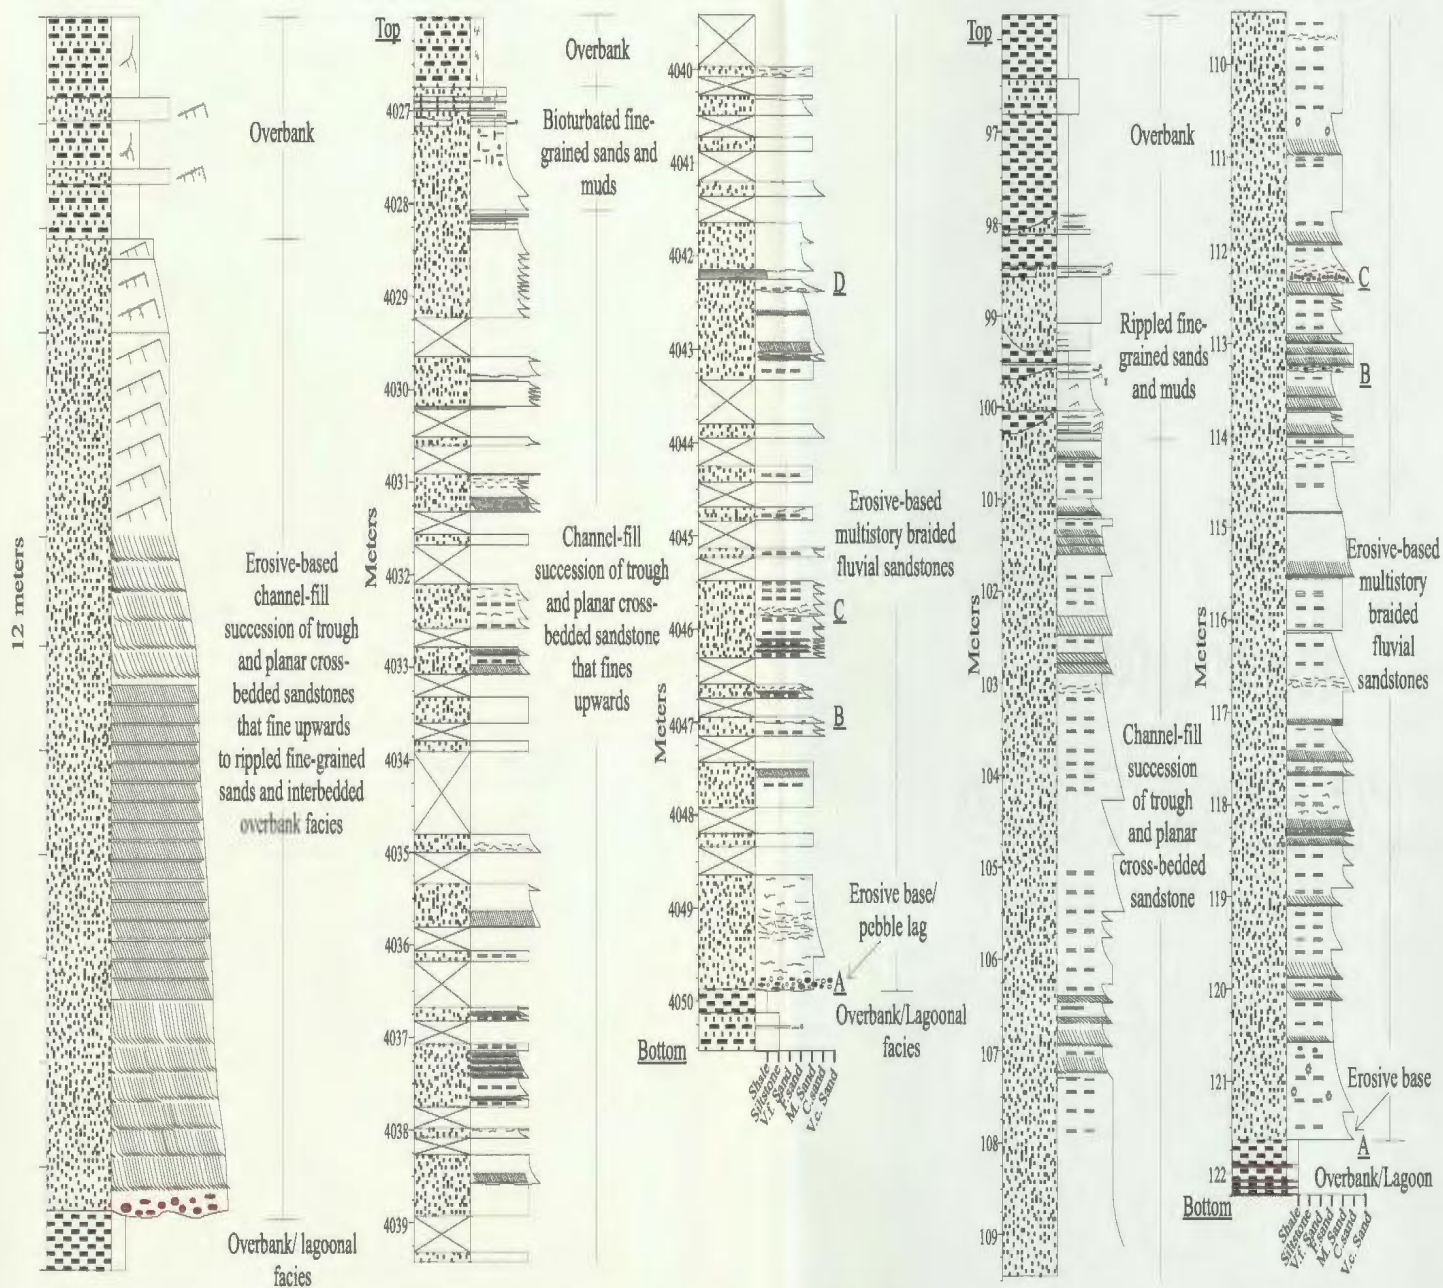 12 meters
Overbank
Erosive-based
channel-fill
succession of trough
and planar cross-
bedded sandstones
that fine upwards
to rippled fine-grained
sands and interbedded
overbank facies
Overbank/ lagoonal
facies
Top
Meters
4027
4028
4029
4030
4031
4032
4033
4034
4035
4036
4037
4038
4039
Overbank
Bioturbated fine-
grained sands and
muds
Channel-fill
succession of trough
and planar cross-
bedded sandstone
that fines
upwards
Meters
4040
4041
4042
4043
4044
4045
4046
4047
4048
4049
4050
Bottom
D
C
B
A
Erosive-based
multistory braided
fluvial sandstones
Erosive base/
pebble lag
Overbank/Lagoonal
facies
Shale
Siltstone
V.f. Sand
F.sand
M. Sand
C.sand
V.c. Sand
Top
Meters
97
98
99
100
101
102
103
104
105
106
107
108
109
Overbank
Rippled fine-
grained sands
and muds
Channel-fill
succession
of trough
and planar
cross-bedded
sandstone
Meters
110
111
112
113
114
115
116
117
118
119
120
121
122
Bottom
C
B
A
Erosive-based
multistory
braided
fluvial
sandstones
Erosive base
Overbank/Lagoon
Shale
Siltstone
V.f. Sand
F.sand
M. Sand
C.sand
V.c. Sand